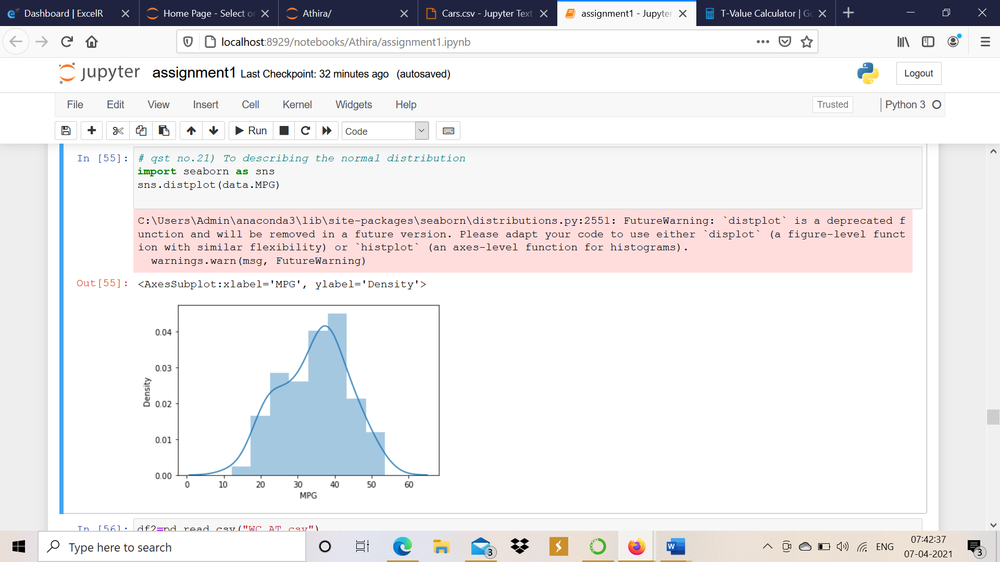 Dashboard | ExcelR
Home Page - Select or
Athira/
Cars.csv - Jupyter Text
assignment1 - Jupyter
T-Value Calculator | Go
localhost:8929/notebooks/Athira/assignment1.ipynb
jupyter assignment1 Last Checkpoint: 32 minutes ago (autosaved)
Logout
File Edit View Insert Cell Kernel Widgets Help
Trusted
Python 3
Run
Code
In [55]: # qst no.21) To describing the normal distribution
import seaborn as sns
sns.distplot(data.MPG)
C:\Users\Admin\anaconda3\lib\site-packages\seaborn\distributions.py:2551: FutureWarning: `distplot` is a deprecated f
unction and will be removed in a future version. Please adapt your code to use either `displot` (a figure-level funct
ion with similar flexibility) or `histplot` (an axes-level function for histograms).
warnings.warn(msg, FutureWarning)
Out[55]: <AxesSubplot:xlabel='MPG', ylabel='Density'>
0.04
0.03
0.02
0.01
0.00
Density
0 10 20 30 40 50 60
MPG
In [56]: df2=pd.read_csv("WC_AT.csv")
Type here to search
3
W
ENG
07:42:37
07-04-2021
3